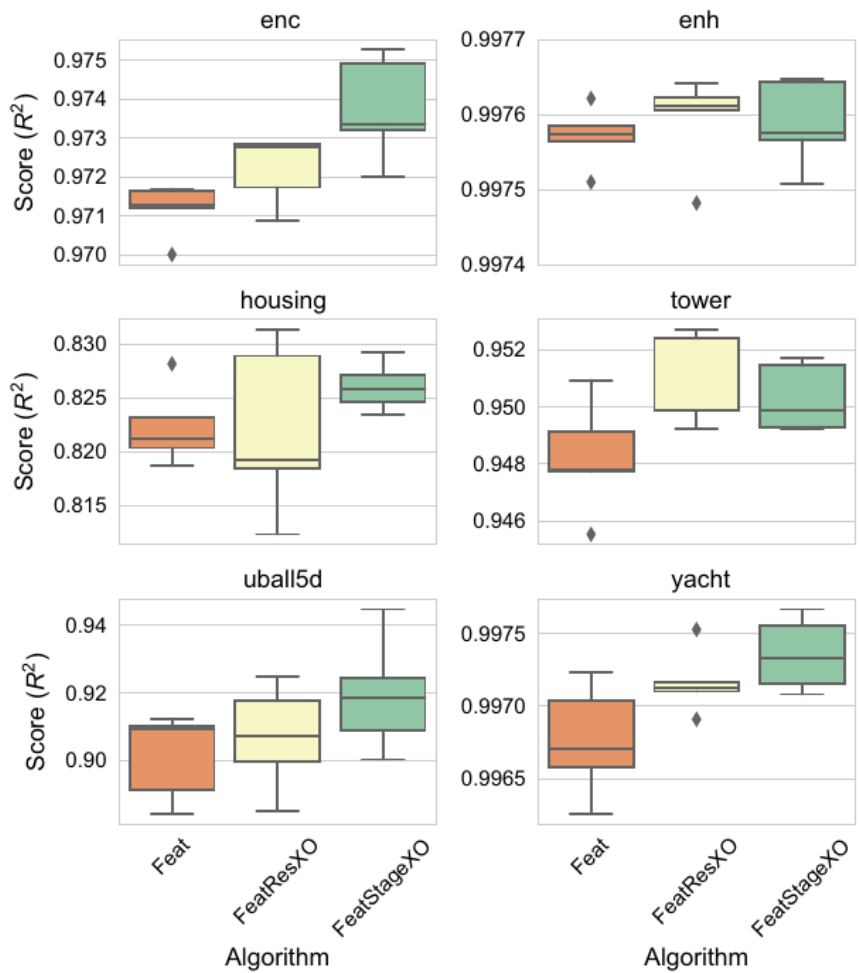 enc
Score (R²)
0.975
0.974
0.973
0.972
0.971
0.970
enh
0.9977
0.9976
0.9975
0.9974
housing
Score (R²)
0.830
0.825
0.820
0.815
tower
0.952
0.950
0.948
0.946
uball5d
Score (R²)
0.94
0.92
0.90
yacht
0.9975
0.9970
0.9965
Feat
FeatResXO
FeatStageXO
Algorithm
Feat
FeatResXO
FeatStageXO
Algorithm